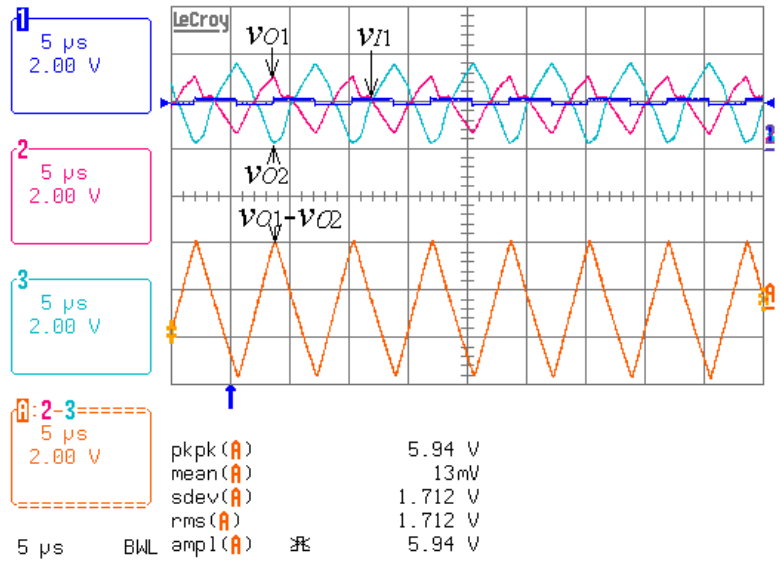 LeCroy
1
5 µs
2.00 V
2
5 µs
2.00 V
3
5 µs
2.00 V
A:2-3
5 µs
2.00 V
5 µs BWL
vO1
vI1
vO2
vO1-vO2
A
pkpk(A) 5.94 V
mean(A) 13mV
sdev(A) 1.712 V
rms(A) 1.712 V
ampl(A) 5.94 V